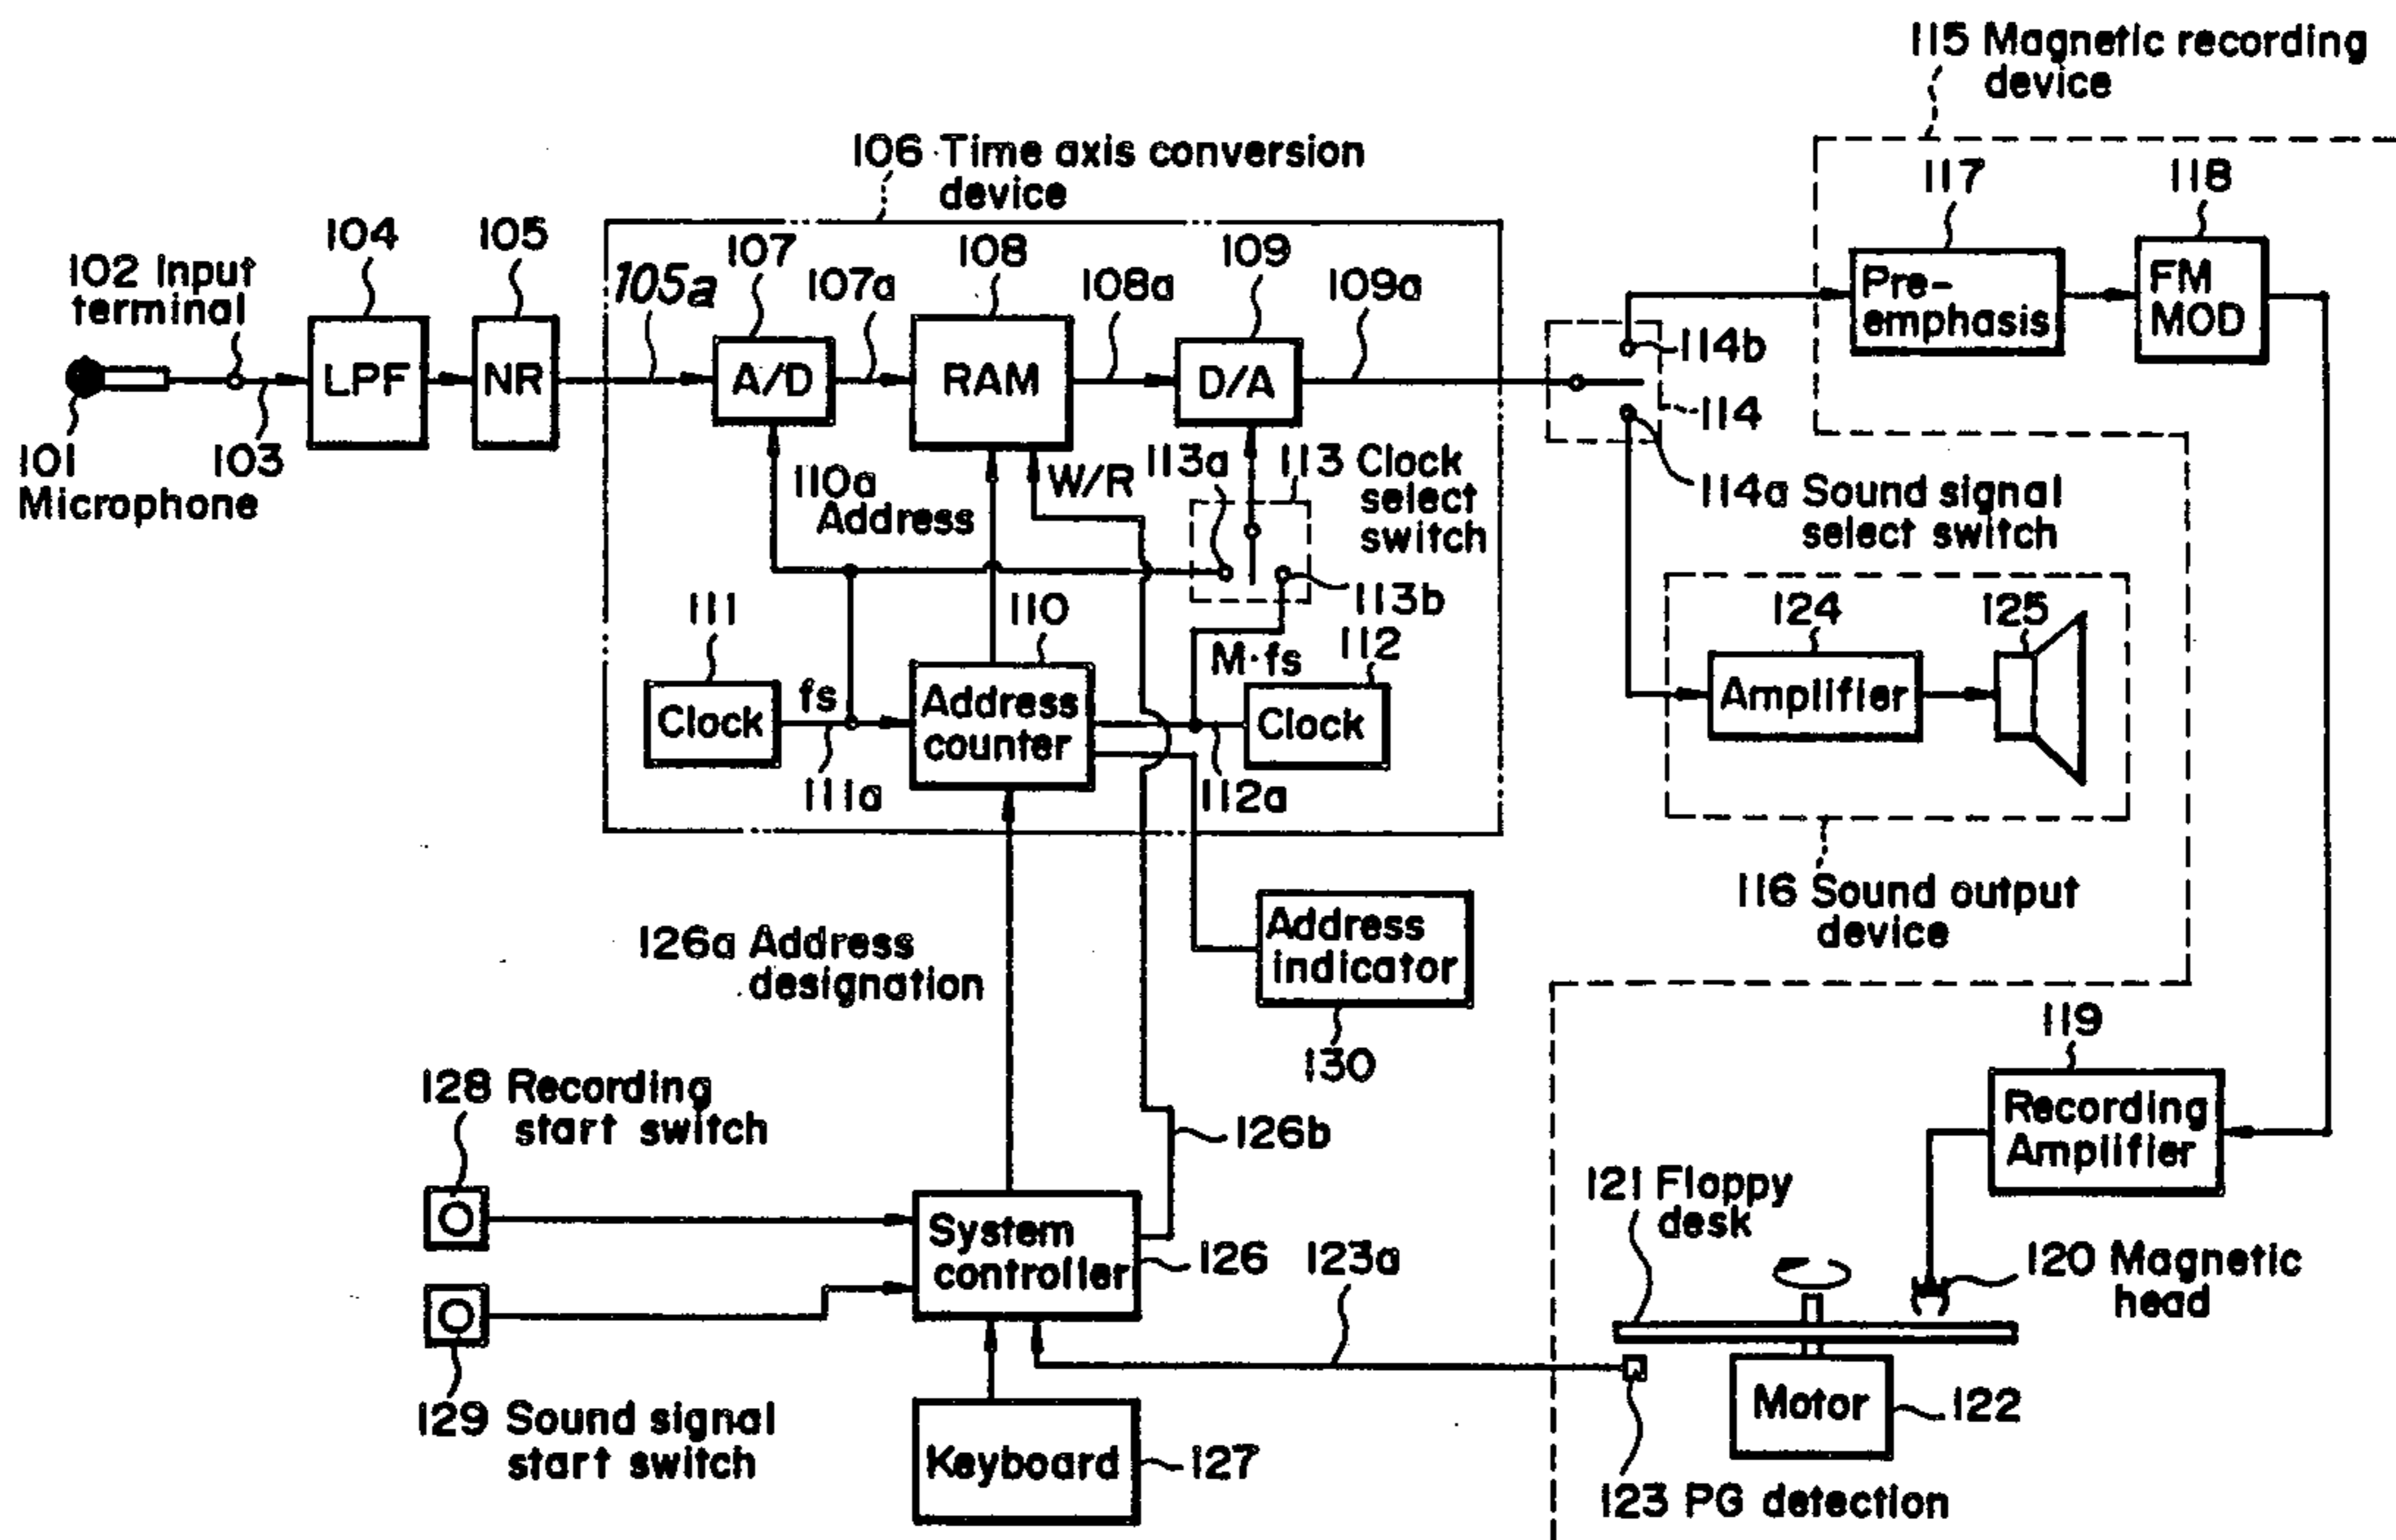 115 Magnetic recording
device
106 Time axis conversion
device
117
118
104
105
107
108
109
102 Input
terminal
105a
107a
108a
109a
Pre-
emphasis
FM
MOD
LPF
NR
A/D
RAM
D/A
114b
114
101
Microphone
103
110a
Address
W/R
113a
113 Clock
select
switch
114a Sound signal
select switch
113b
111
110
112
124
125
fs
M·fs
Clock
Address
counter
Clock
Amplifier
111a
112a
116 Sound output
device
126a Address
designation
Address
indicator
130
119
128 Recording
start switch
126b
Recording
Amplifier
121 Floppy
desk
System
controller
126
123a
120 Magnetic
head
129 Sound signal
start switch
Keyboard
127
Motor
122
123 PG detection